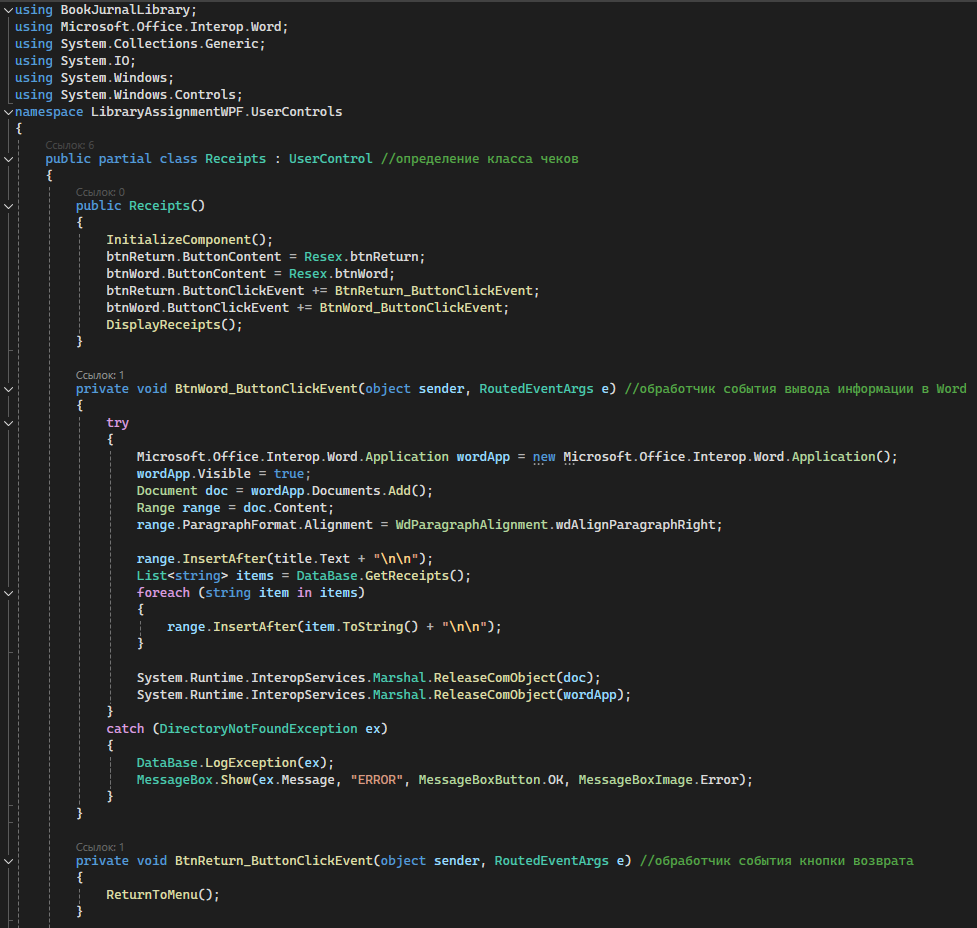 using BookJurnalLibrary;
using Microsoft.Office.Interop.Word;
using System.Collections.Generic;
using System.IO;
using System.Windows;
using System.Windows.Controls;
namespace LibraryAssignmentWPF.UserControls
{
Ссылок: 6
public partial class Receipts : UserControl //определение класса чеков
{
Ссылок: 0
public Receipts()
{
InitializeComponent();
btnReturn.ButtonContent = Resex.btnReturn;
btnWord.ButtonContent = Resex.btnWord;
btnReturn.ButtonClickEvent += BtnReturn_ButtonClickEvent;
btnWord.ButtonClickEvent += BtnWord_ButtonClickEvent;
DisplayReceipts();
}
Ссылок: 1
private void BtnWord_ButtonClickEvent(object sender, RoutedEventArgs e) //обработчик события вывода информации в Word
{
try
{
Microsoft.Office.Interop.Word.Application wordApp = new Microsoft.Office.Interop.Word.Application();
wordApp.Visible = true;
Document doc = wordApp.Documents.Add();
Range range = doc.Content;
range.ParagraphFormat.Alignment = WdParagraphAlignment.wdAlignParagraphRight;
range.InsertAfter(title.Text + "\n\n");
List<string> items = DataBase.GetReceipts();
foreach (string item in items)
{
range.InsertAfter(item.ToString() + "\n\n");
}
System.Runtime.InteropServices.Marshal.ReleaseComObject(doc);
System.Runtime.InteropServices.Marshal.ReleaseComObject(wordApp);
}
catch (DirectoryNotFoundException ex)
{
DataBase.LogException(ex);
MessageBox.Show(ex.Message, "ERROR", MessageBoxButton.OK, MessageBoxImage.Error);
}
}
Ссылок: 1
private void BtnReturn_ButtonClickEvent(object sender, RoutedEventArgs e) //обработчик события кнопки возврата
{
ReturnToMenu();
}